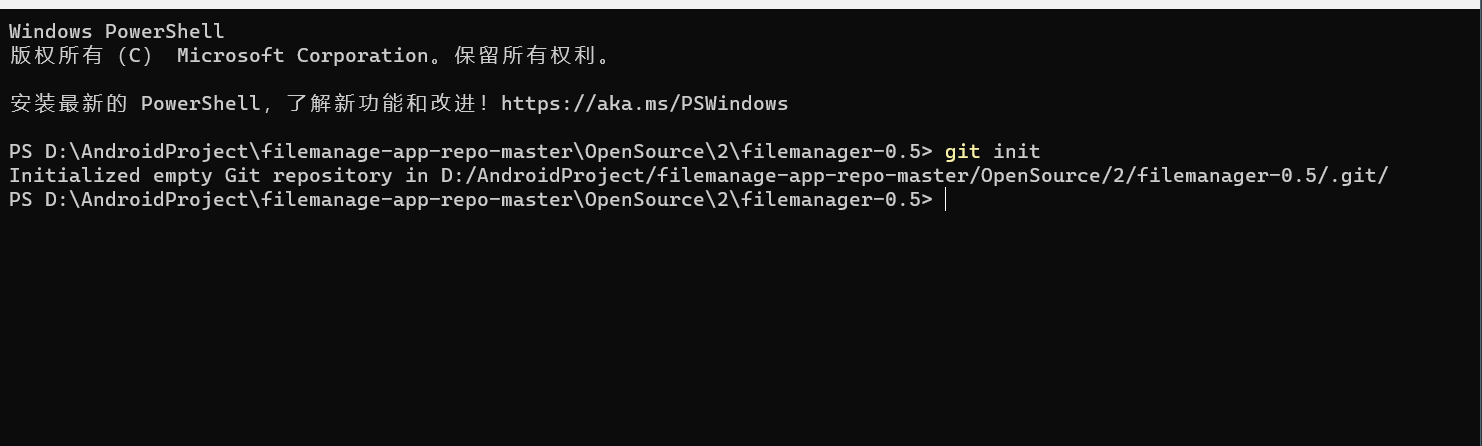 Windows PowerShell
版权所有（C） Microsoft Corporation。保留所有权利。
安装最新的 PowerShell，了解新功能和改进！https://aka.ms/PSWindows
PS D:\AndroidProject\filemanage-app-repo-master\OpenSource\2\filemanager-0.5> git init
Initialized empty Git repository in D:/AndroidProject/filemanage-app-repo-master/OpenSource/2/filemanager-0.5/.git/
PS D:\AndroidProject\filemanage-app-repo-master\OpenSource\2\filemanager-0.5>